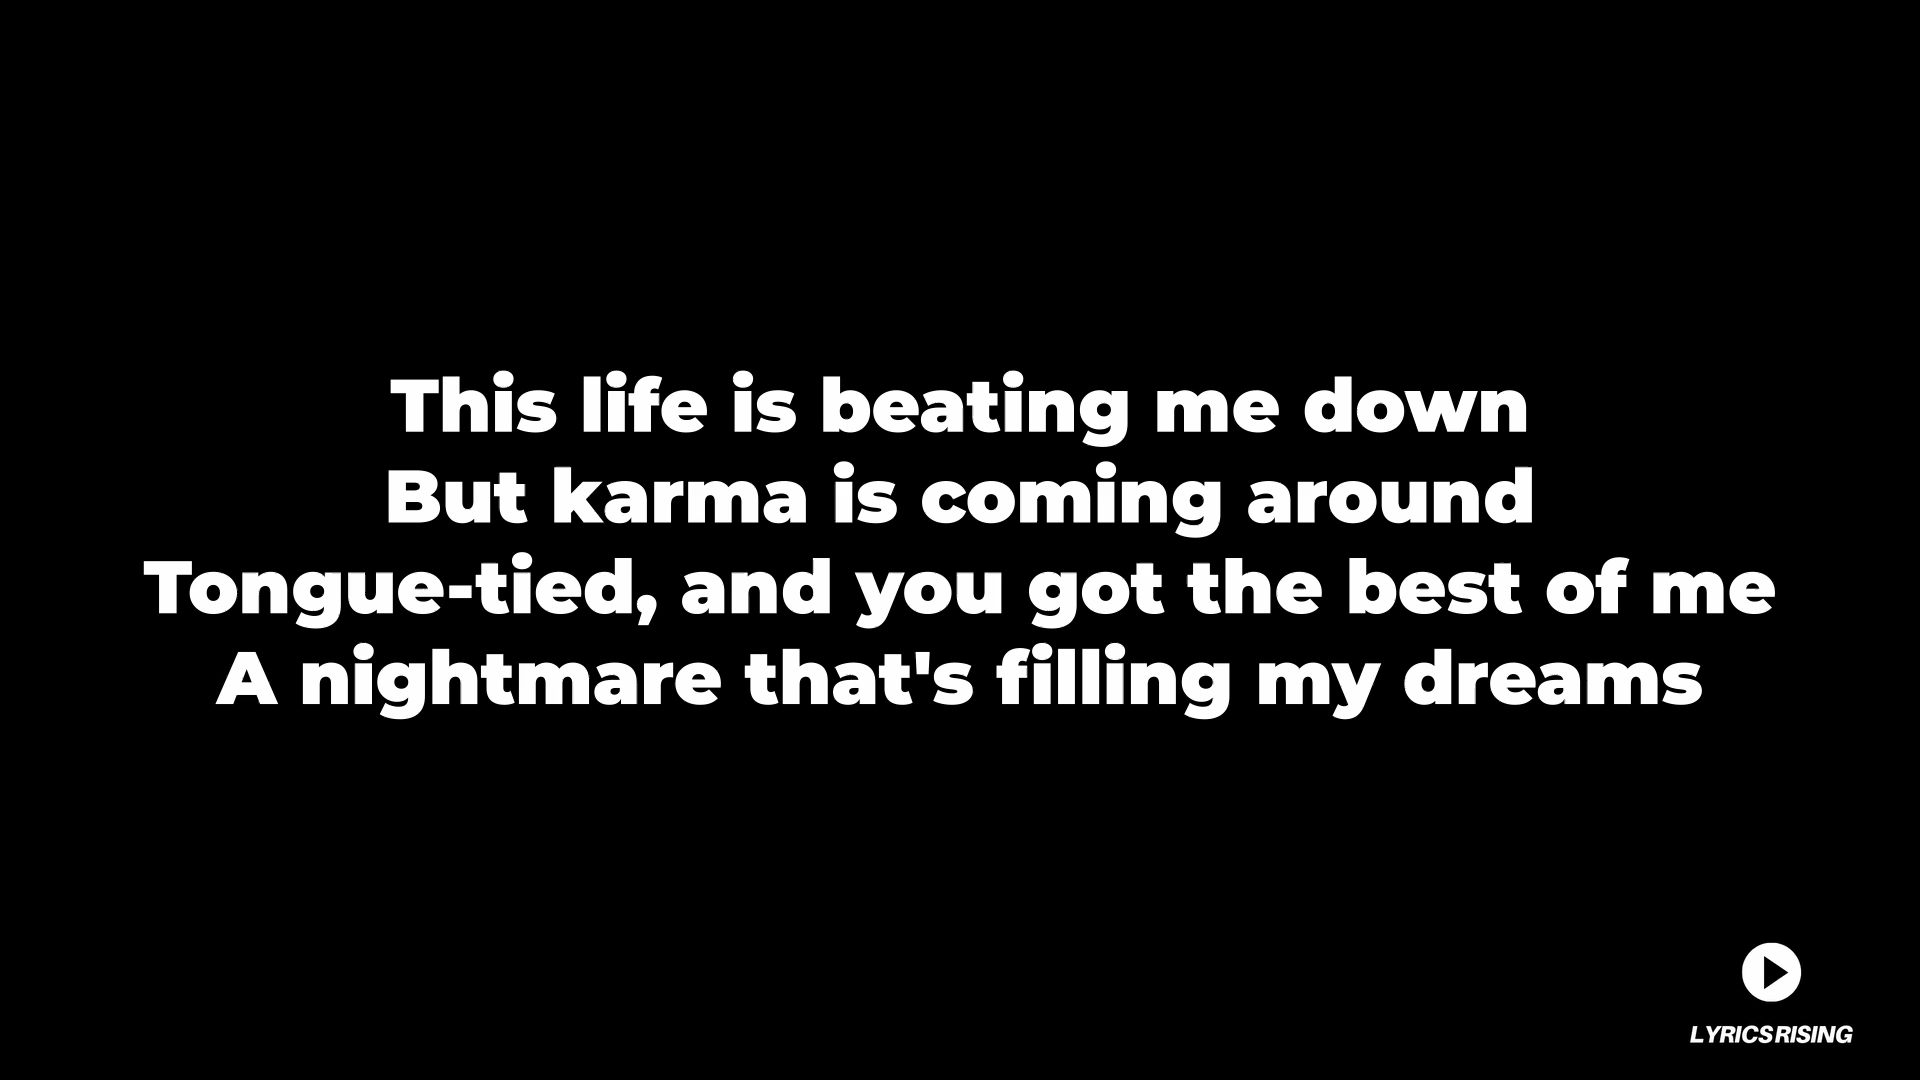 This life is beating me down
But karma is coming around
Tongue-tied, and you got the best of me
A nightmare that's filling my dreams
LYRICS RISING